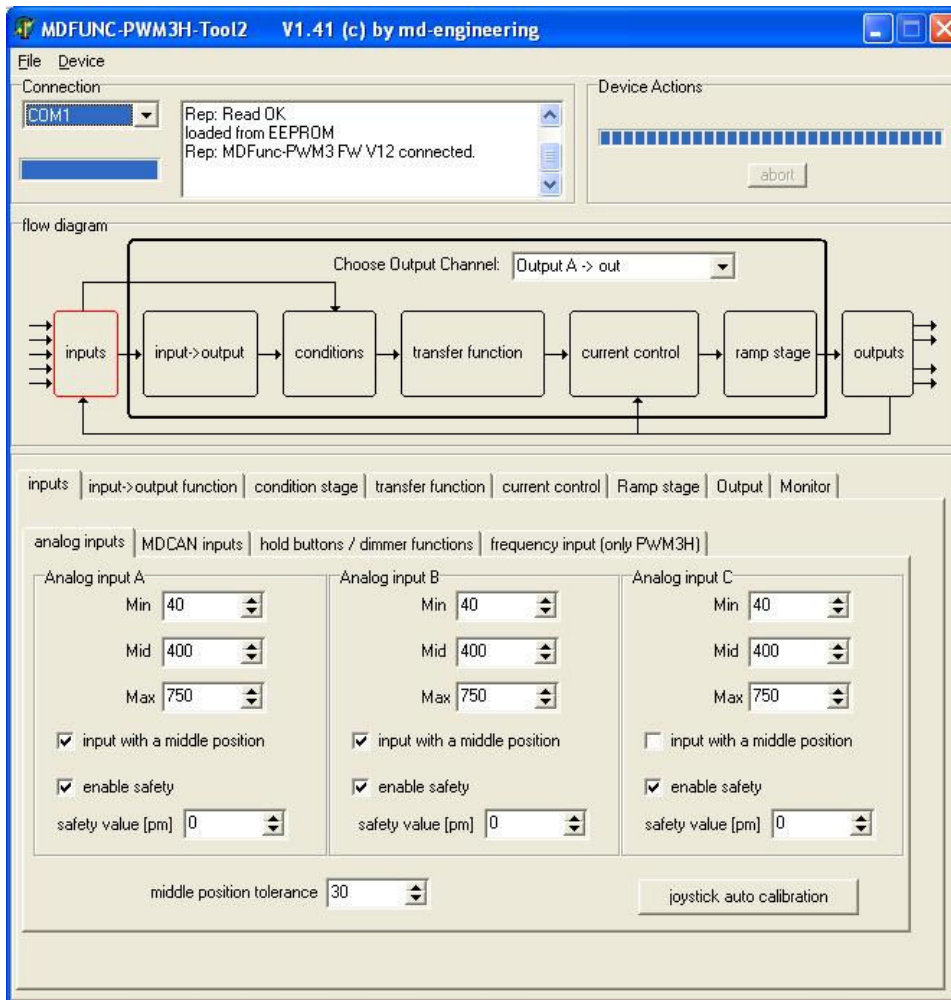 MDFUNC-PWM3H-Tool2 V1.41 (c) by md-engineering
File Device
Connection
COM1
Rep: Read OK
loaded from EEPROM
Rep: MDFunc-PWM3 FW V12 connected.
Device Actions
abort
flow diagram
Choose Output Channel: Output A -> out
inputs input->output conditions transfer function current control ramp stage outputs
inputs input->output function condition stage transfer function current control Ramp stage Output Monitor
analog inputs MDCAN inputs hold buttons / dimmer functions frequency input (only PWM3H)
Analog input A Analog input B Analog input C
Min 40 Min 40 Min 40
Mid 400 Mid 400 Mid 400
Max 750 Max 750 Max 750
input with a middle position input with a middle position input with a middle position
enable safety enable safety enable safety
safety value [pm] 0 safety value [pm] 0 safety value [pm] 0
middle position tolerance 30 joystick auto calibration